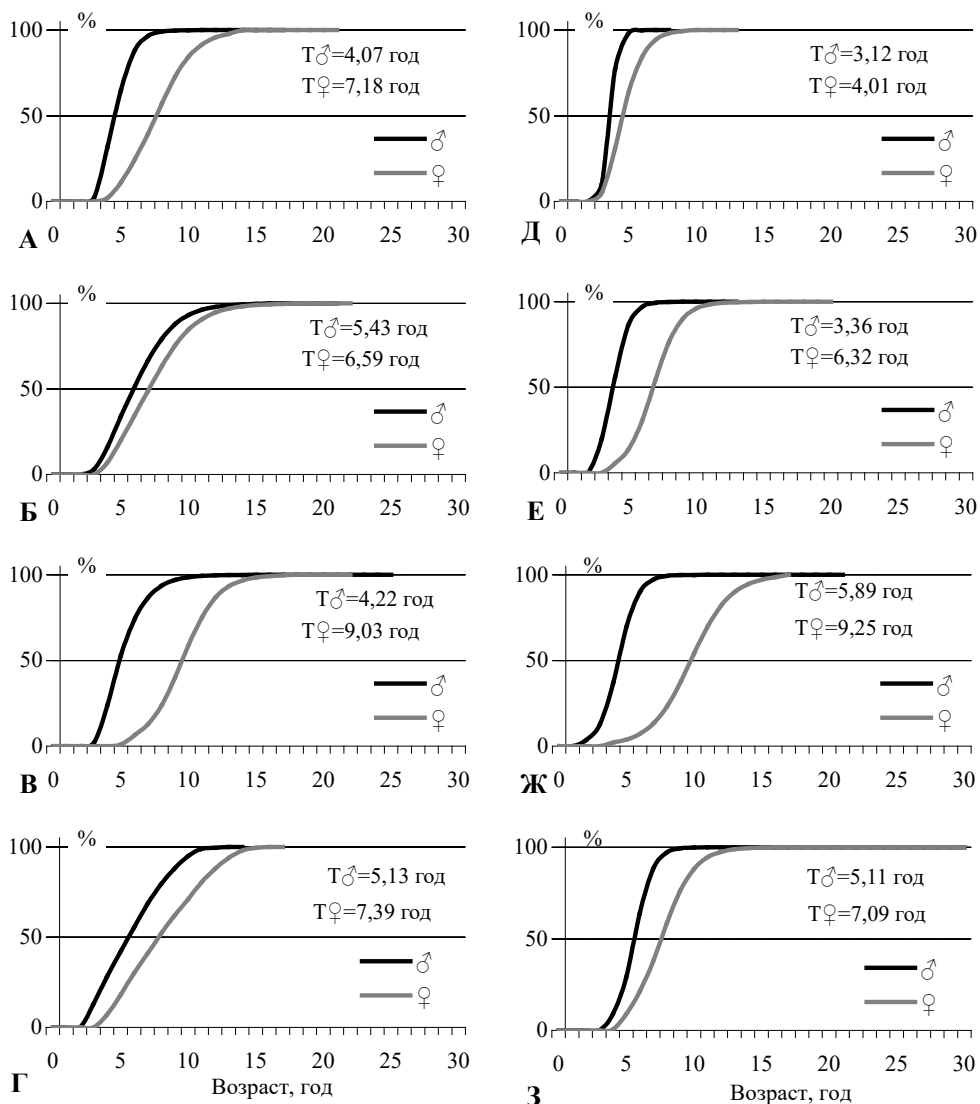 %
100
50
0
Т♂=4,07 год
Т♀=7,18 год
♂
♀
0 5 10 15 20 25 30
А
%
100
50
0
Т♂=3,12 год
Т♀=4,01 год
♂
♀
0 5 10 15 20 25 30
Д
%
100
50
0
Т♂=5,43 год
Т♀=6,59 год
♂
♀
0 5 10 15 20 25 30
Б
%
100
50
0
Т♂=3,36 год
Т♀=6,32 год
♂
♀
0 5 10 15 20 25 30
Е
%
100
50
0
Т♂=4,22 год
Т♀=9,03 год
♂
♀
0 5 10 15 20 25 30
В
%
100
50
0
Т♂=5,89 год
Т♀=9,25 год
♂
♀
0 5 10 15 20 25 30
Ж
%
100
50
0
Т♂=5,13 год
Т♀=7,39 год
♂
♀
0 5 10 15 20 25 30
Г
Возраст, год
%
100
50
0
Т♂=5,11 год
Т♀=7,09 год
♂
♀
0 5 10 15 20 25 30
З
Возраст, год